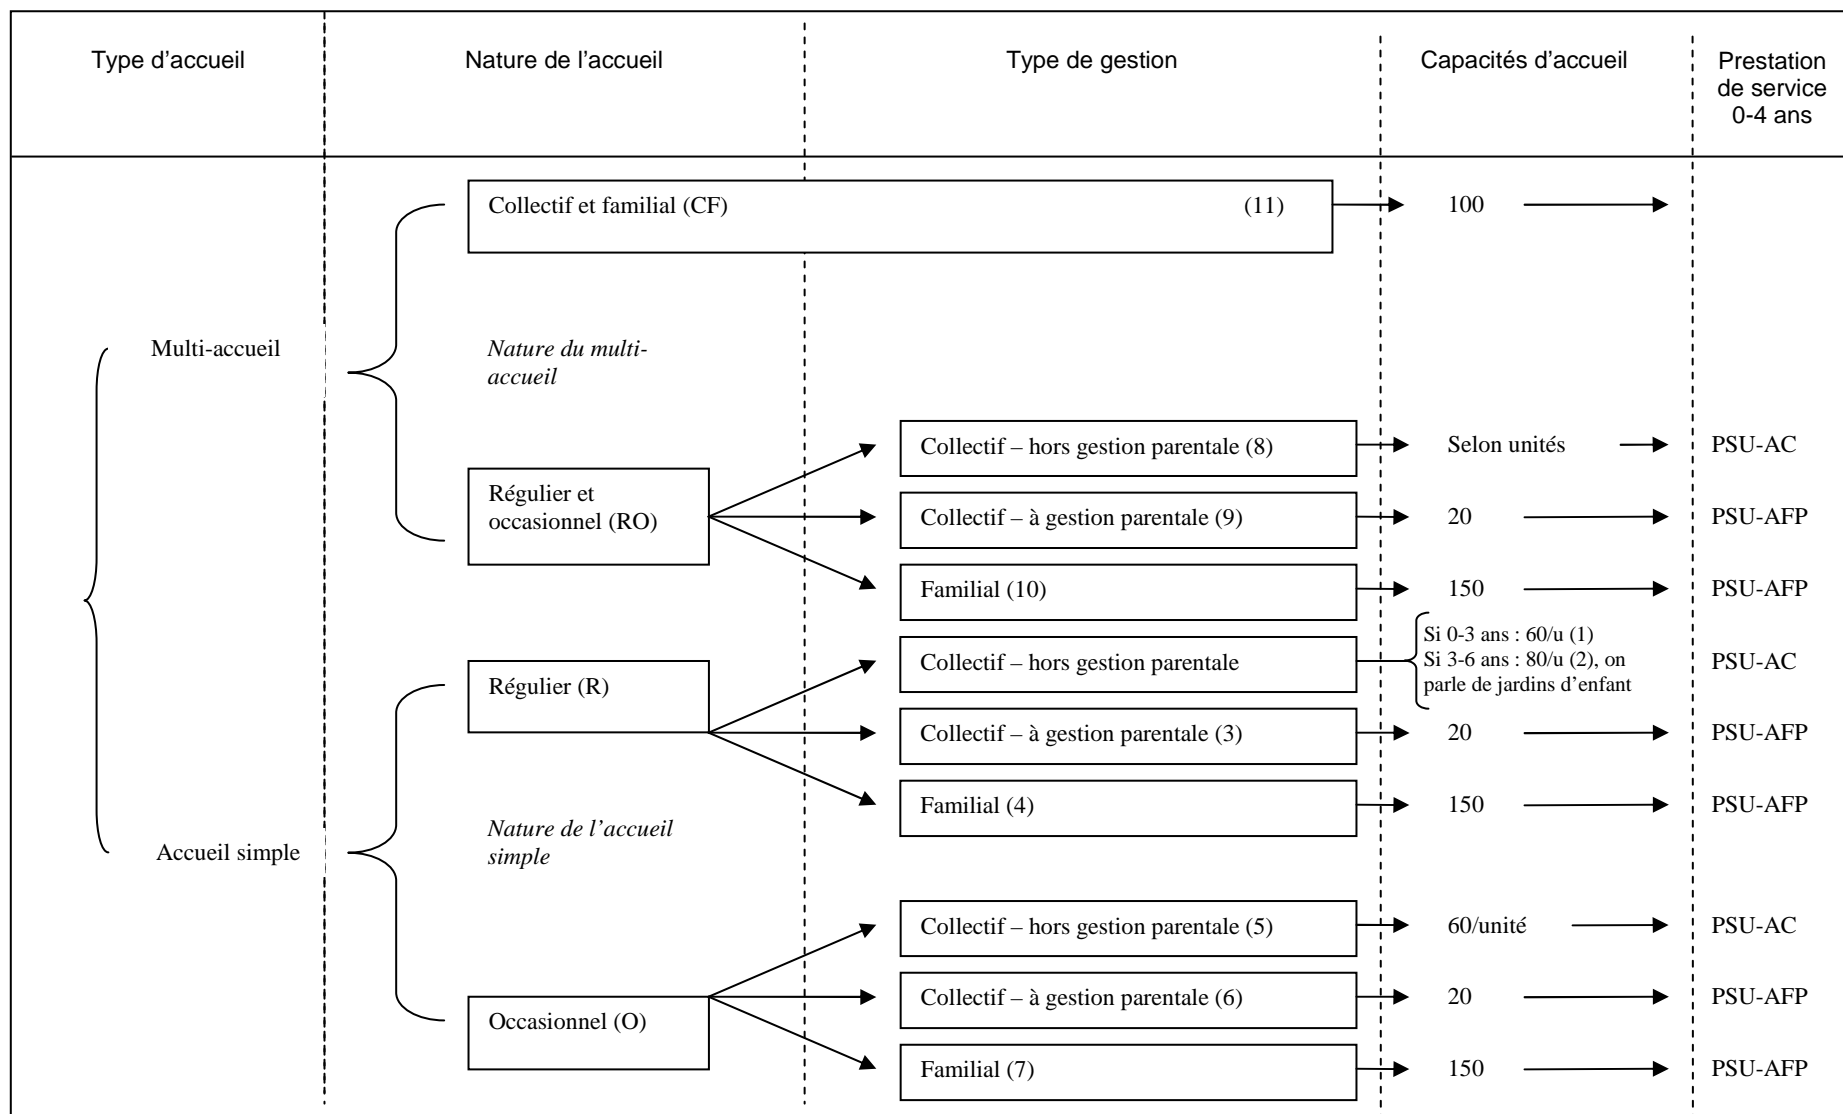 Type d'accueil
Nature de l'accueil
Type de gestion
Capacités d'accueil
Prestation
de service
0-4 ans
Collectif et familial (CF) (11)
100
Multi-accueil
Nature du multi-
accueil
Collectif – hors gestion parentale (8)
Selon unités
PSU-AC
Régulier et
occasionnel (RO)
Collectif – à gestion parentale (9)
20
PSU-AFP
Familial (10)
150
PSU-AFP
Régulier (R)
Collectif – hors gestion parentale
Si 0-3 ans : 60/u (1)
Si 3-6 ans : 80/u (2), on
parle de jardins d'enfant
PSU-AC
Collectif – à gestion parentale (3)
20
PSU-AFP
Familial (4)
150
PSU-AFP
Accueil simple
Nature de l'accueil
simple
Collectif – hors gestion parentale (5)
60/unité
PSU-AC
Occasionnel (O)
Collectif – à gestion parentale (6)
20
PSU-AFP
Familial (7)
150
PSU-AFP